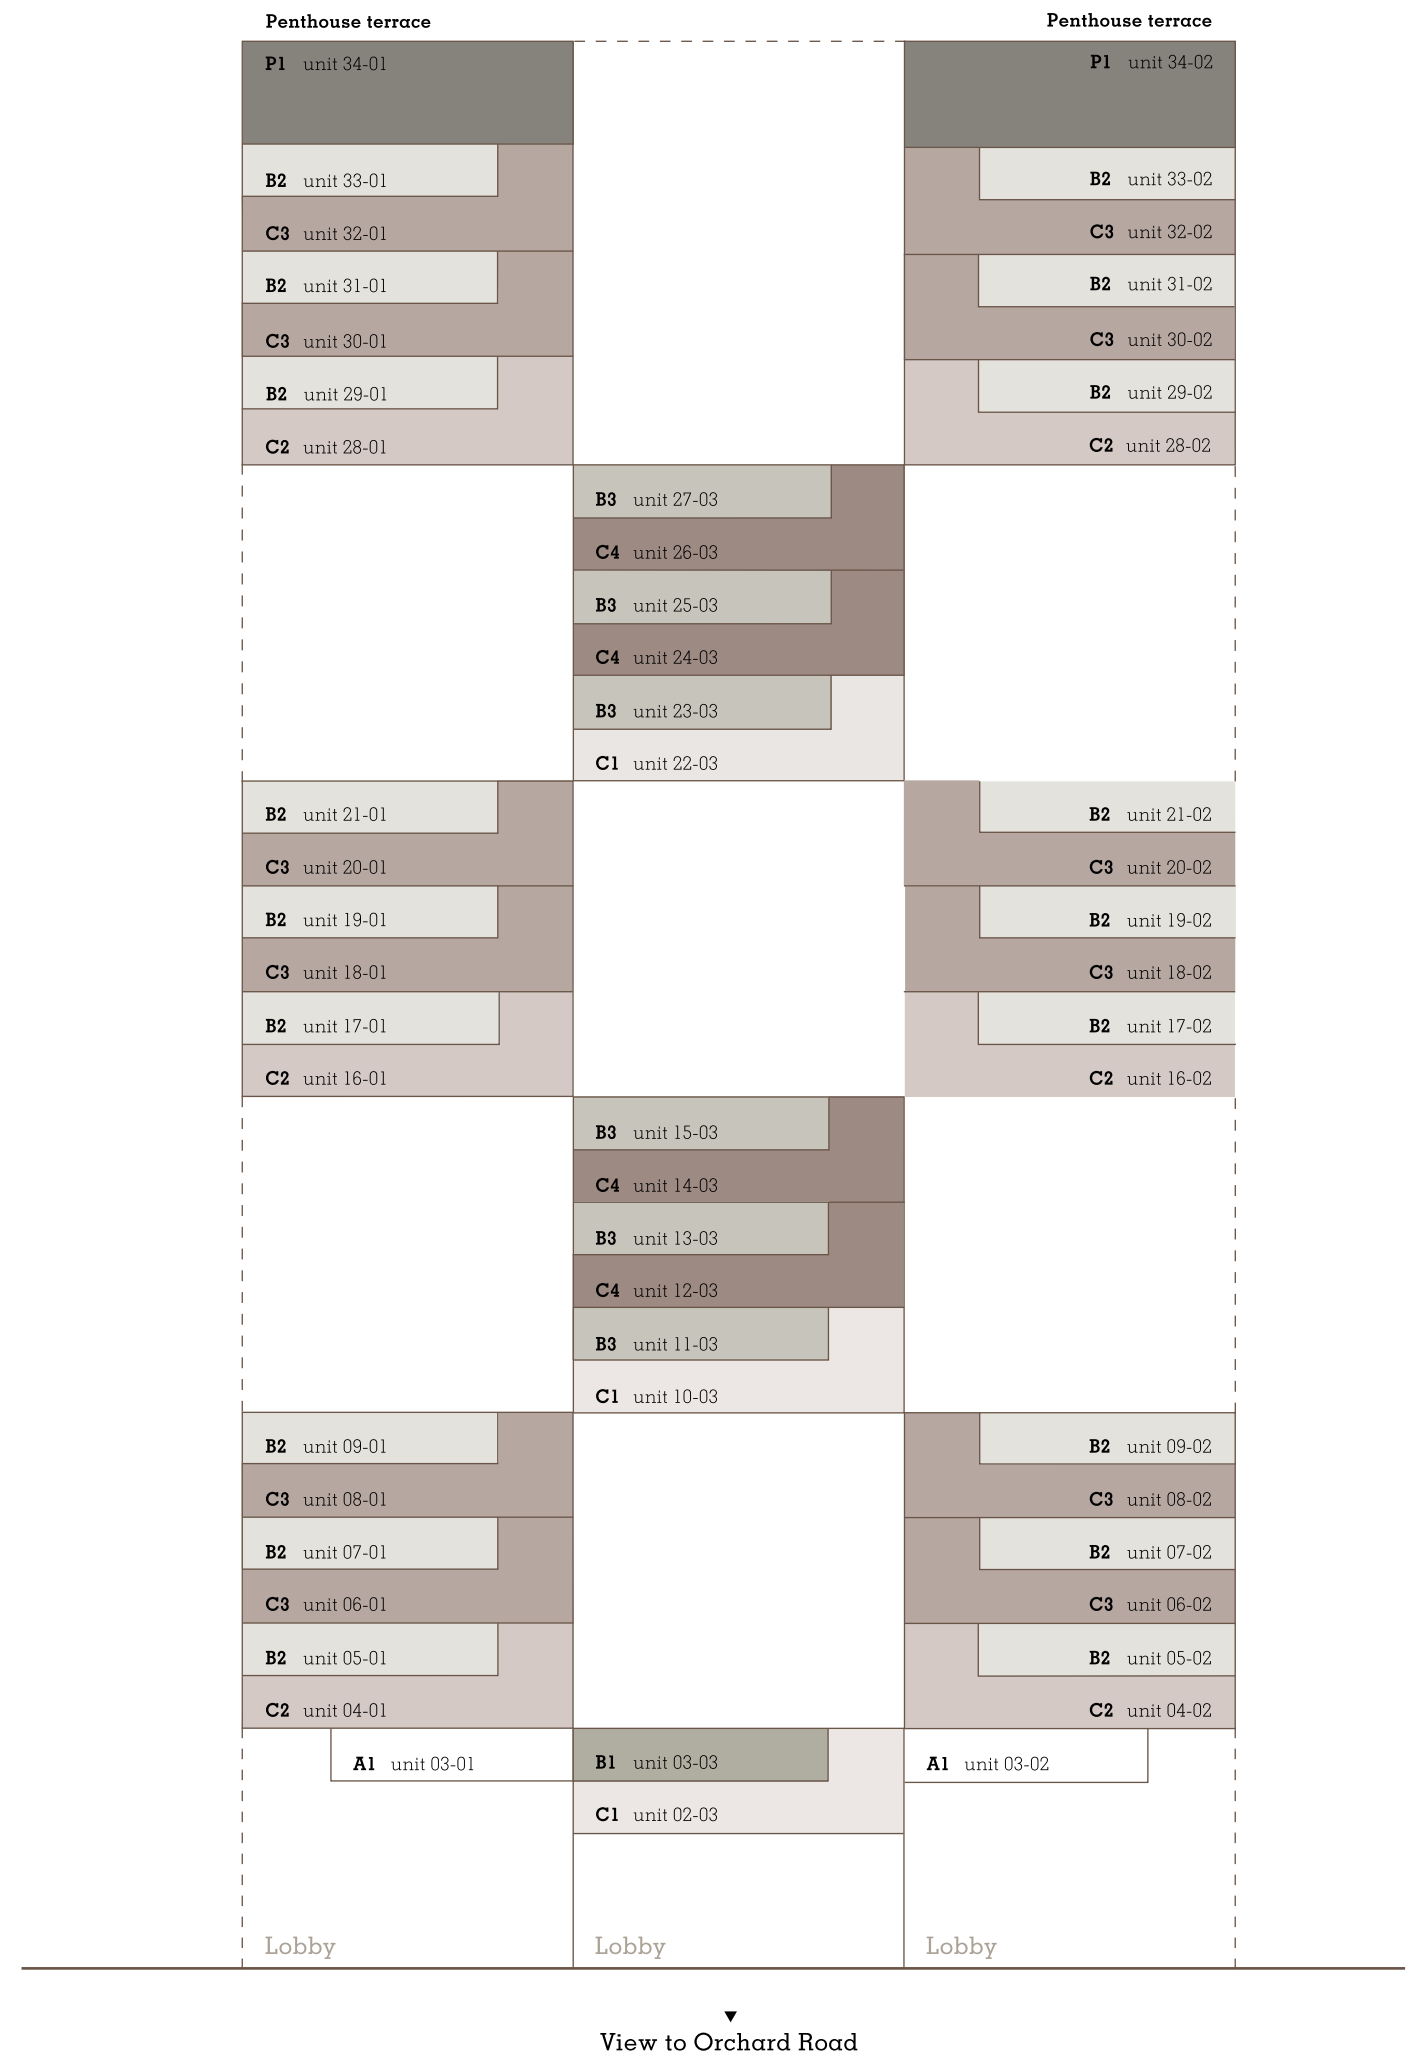 Penthouse terrace Penthouse terrace
P1 unit 34-01 P1 unit 34-02
B2 unit 33-01 B2 unit 33-02
C3 unit 32-01 C3 unit 32-02
B2 unit 31-01 B2 unit 31-02
C3 unit 30-01 C3 unit 30-02
B2 unit 29-01 B2 unit 29-02
C2 unit 28-01 C2 unit 28-02
B3 unit 27-03
C4 unit 26-03
B3 unit 25-03
C4 unit 24-03
B3 unit 23-03
C1 unit 22-03
B2 unit 21-01 B2 unit 21-02
C3 unit 20-01 C3 unit 20-02
B2 unit 19-01 B2 unit 19-02
C3 unit 18-01 C3 unit 18-02
B2 unit 17-01 B2 unit 17-02
C2 unit 16-01 C2 unit 16-02
B3 unit 15-03
C4 unit 14-03
B3 unit 13-03
C4 unit 12-03
B3 unit 11-03
C1 unit 10-03
B2 unit 09-01 B2 unit 09-02
C3 unit 08-01 C3 unit 08-02
B2 unit 07-01 B2 unit 07-02
C3 unit 06-01 C3 unit 06-02
B2 unit 05-01 B2 unit 05-02
C2 unit 04-01 C2 unit 04-02
A1 unit 03-01 B1 unit 03-03 A1 unit 03-02
C1 unit 02-03
Lobby Lobby Lobby
View to Orchard Road